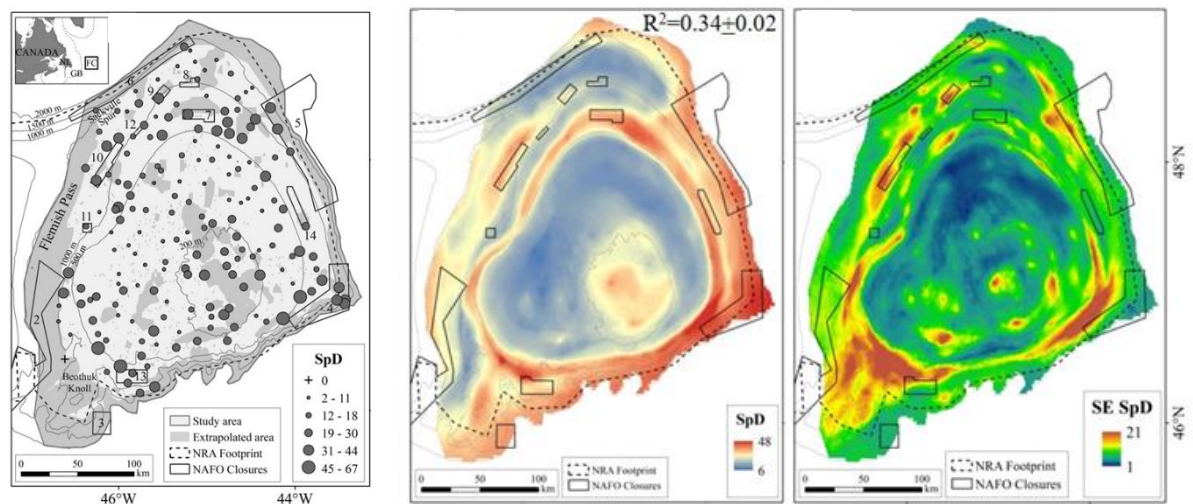 CANADA
NL
FC
GB
2000 m
1500 m
1000 m
Sackville
Spur
6
8
9
7
5
12
10
Flemish Pass
11
1000 m
500 m
200 m
14
2
4
13
Beothuk
Knoll
3
SpD
0
2 - 11
12 - 18
19 - 30
31 - 44
45 - 67
Study area
Extrapolated area
NRA Footprint
NAFO Closures
0 50 100
km
46°W 44°W
R²=0.34±0.02
SpD
48
6
NRA Footprint
NAFO Closures
0 50 100
km
48°N
46°N
SE SpD
21
1
NRA Footprint
NAFO Closures
0 50 100
km